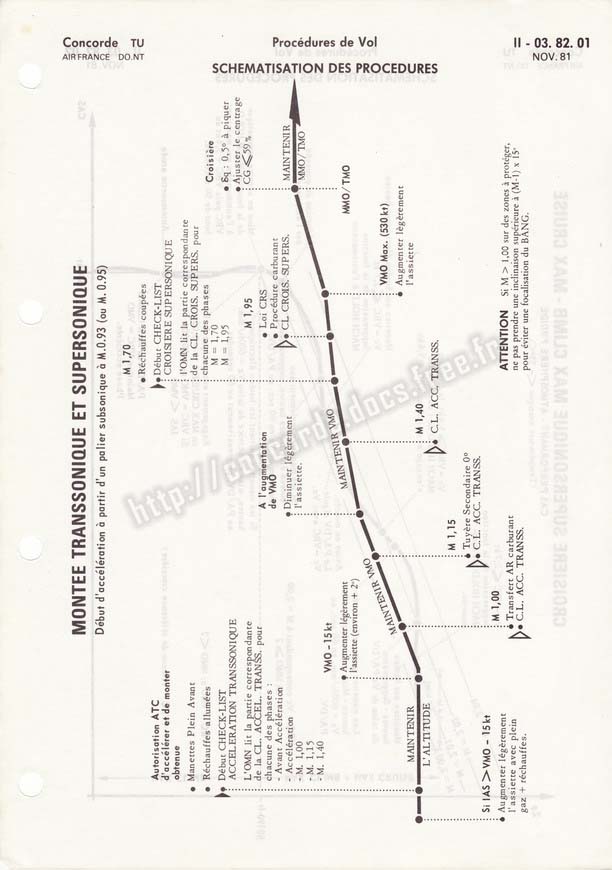 Concorde TU
AIR FRANCE DO.NT
Procédures de Vol
II - 03. 82. 01
NOV. 81
SCHEMATISATION DES PROCEDURES
MONTEE TRANSSONIQUE ET SUPERSONIQUE
Début d'accélération à partir d'un palier subsonique à M.0.93 (ou M. 0.95)
Autorisation ATC
d'accélérer et de monter
obtenue
• Manettes Plein Avant
• Réchauffes allumées
• Début CHECK-LIST
ACCELERATION TRANSSONIQUE
L'OMN lit la partie correspondante
de la CL. ACCEL. TRANSS. pour
chacune des phases :
- Avant Accélération
- Accélération
- M. 1,00
- M. 1,15
- M. 1,40
MAINTENIR
L'ALTITUDE
Si IAS > VMO - 15 kt
• Augmenter légèrement
l'assiette avec plein
gaz + réchauffes.
VMO - 15 kt
• Augmenter légèrement
l'assiette (environ + 2°)
MAINTENIR VMO
M 1,00
• Transfert AR carburant
• C.L. ACC. TRANSS.
M 1,15
• Tuyère Secondaire 0°
• C.L. ACC. TRANSS.
A l'augmentation
de VMO
• Diminuer légèrement
l'assiette.
MAINTENIR VMO
M 1,40
• C.L. ACC. TRANSS.
M 1,70
• Réchauffes coupées
• Début CHECK-LIST
CROISIERE SUPERSONIQUE
L'OMN lit la partie correspondante
de la CL. CROIS. SUPERS. pour
chacune des phases
M = 1,70
M = 1,95
M 1,95
• Loi CRS
• Procédure carburant
• CL CROIS. SUPERS.
VMO Max. (530 kt)
• Augmenter légèrement
l'assiette
Croisière
• δq : 0,5° à piquer
• Ajuster le centrage
CG ⩽ 59 %
MMO/TMO
MAINTENIR
MMO/TMO
ATTENTION Si M > 1,00 sur des zones à protéger,
ne pas prendre une inclinaison supérieure à (M-1) x 15°
pour éviter une focalisation du BANG.
http://concorde.docs.free.fr